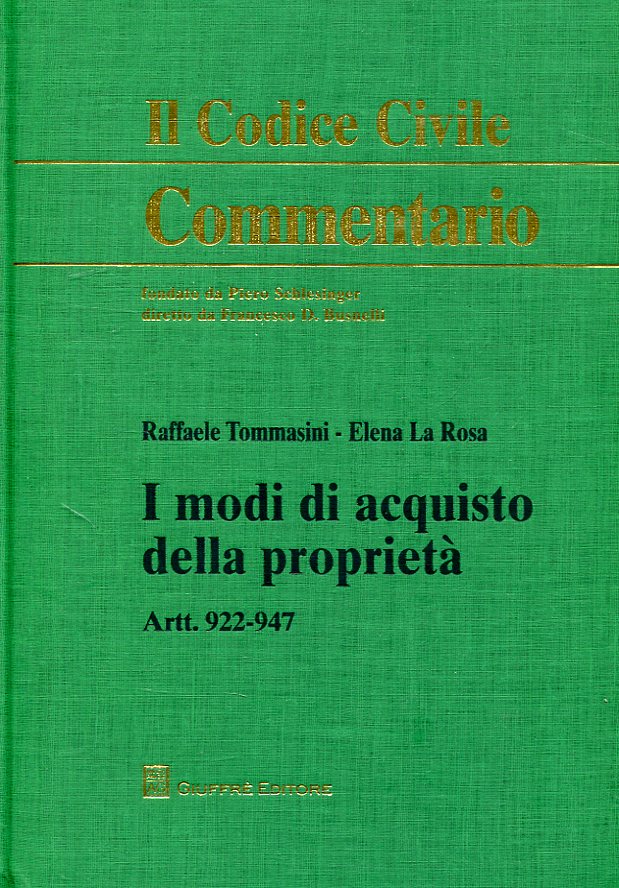 Il Codice Civile
Commentario
fondato da Piero Schlesinger
diretto da Francesco D. Busnelli
Raffaele Tommasini - Elena La Rosa
I modi di acquisto
della proprietà
Artt. 922-947
GIUFFRÈ EDITORE